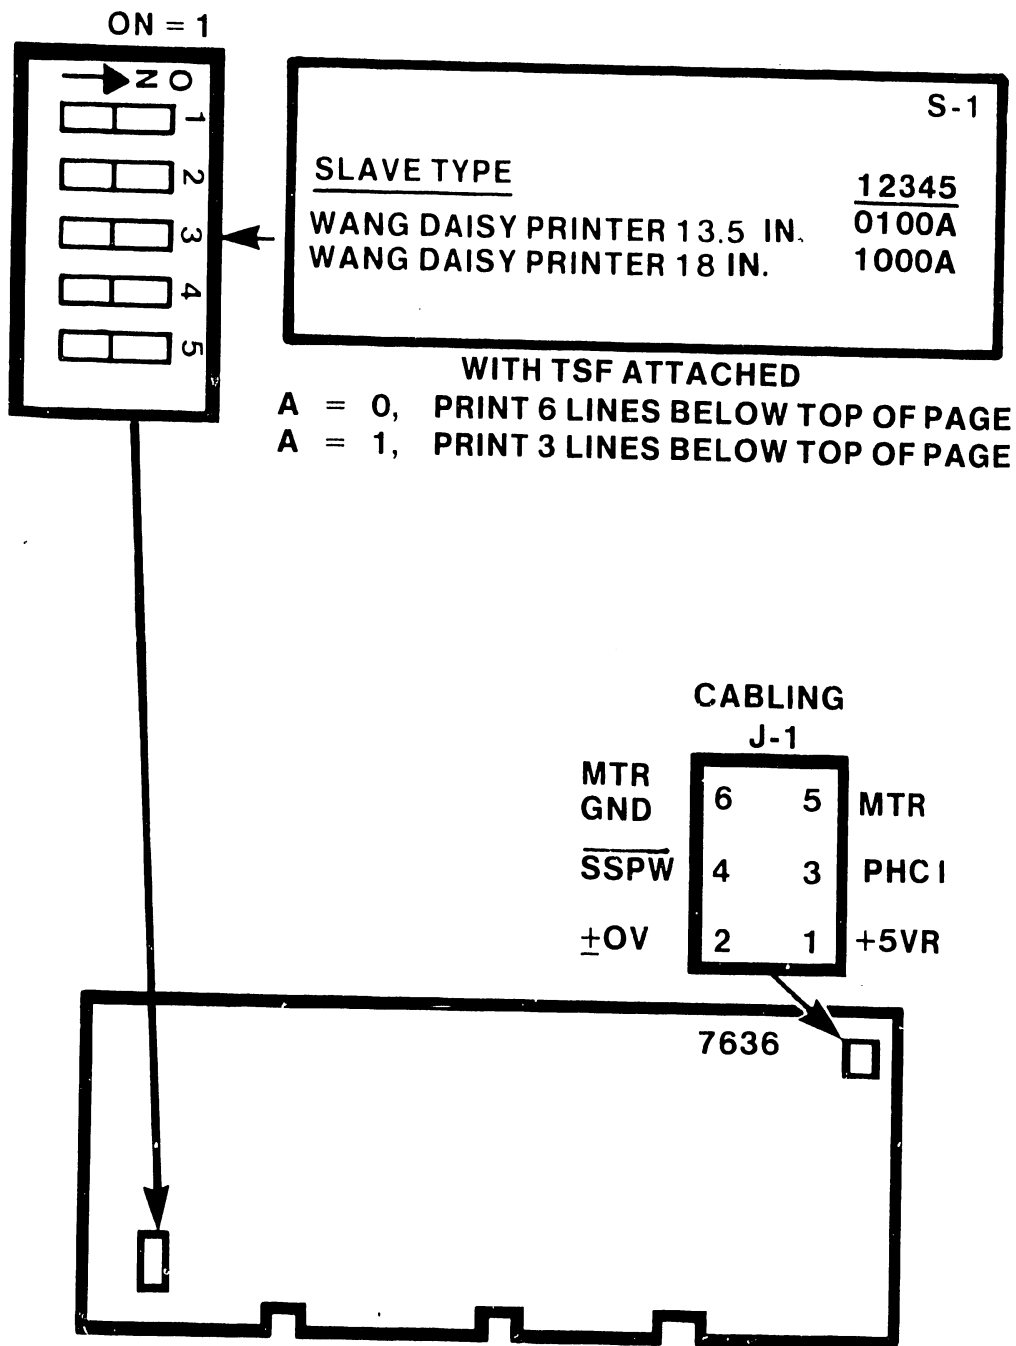 ON = 1
ON
1
2
3
4
5
S-1
SLAVE TYPE 12345
WANG DAISY PRINTER 13.5 IN. 0100A
WANG DAISY PRINTER 18 IN. 1000A
WITH TSF ATTACHED
A = 0, PRINT 6 LINES BELOW TOP OF PAGE
A = 1, PRINT 3 LINES BELOW TOP OF PAGE
CABLING
J-1
MTR GND 6 5 MTR
SSPW 4 3 PHCI
±OV 2 1 +5VR
7636